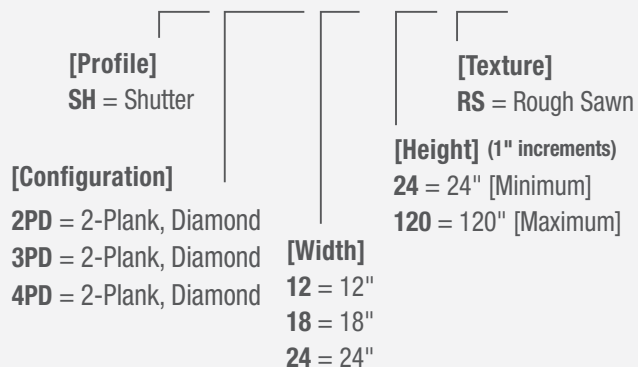 [Profile]
SH = Shutter
[Texture]
RS = Rough Sawn
[Configuration]
2PD = 2-Plank, Diamond
3PD = 2-Plank, Diamond
4PD = 2-Plank, Diamond
[Width]
12 = 12"
18 = 18"
24 = 24"
[Height] (1" increments)
24 = 24" [Minimum]
120 = 120" [Maximum]